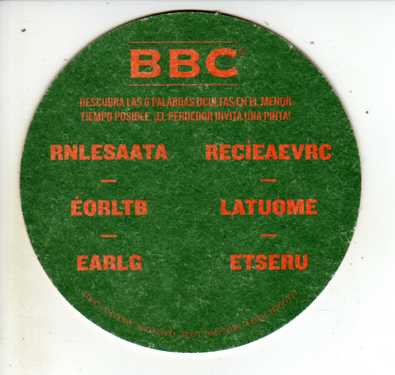 BBC
DESCUBRA LAS 6 PALABRAS OCULTAS EN EL MENOR
TIEMPO POSIBLE. ¡EL PERDEDOR INVITA UNA PINTA!
RNLESAATA
RECÍEAEVRC
ÉORLTB
LATUOME
EARLG
ETSERU